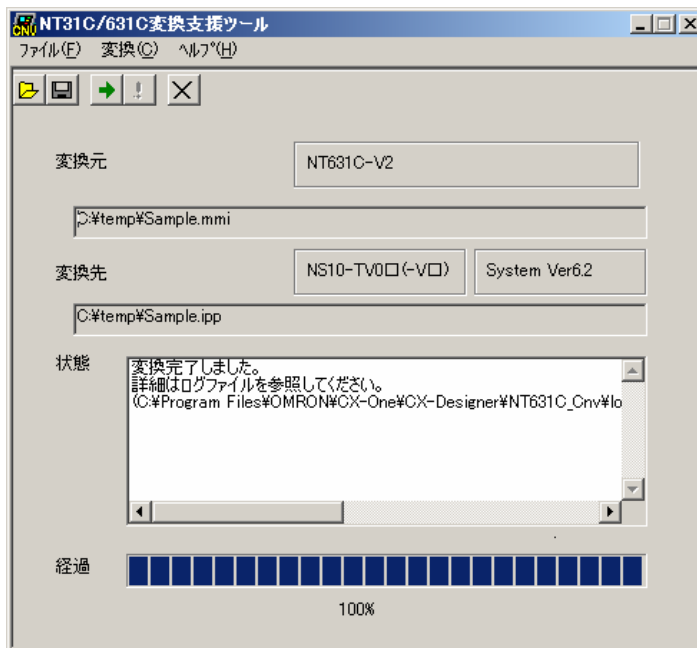 NT31C/631C変換支援ツール
ファイル(F) 変換(C) ヘルプ(H)
変換元 NT631C-V2
C:¥temp¥Sample.mmi
変換先 NS10-TV0□(-V□) System Ver6.2
C:¥temp¥Sample.ipp
状態
変換完了しました。
詳細はログファイルを参照してください。
(C:¥Program Files¥OMRON¥CX-One¥CX-Designer¥NT631C_Cnv¥lo
経過
100%